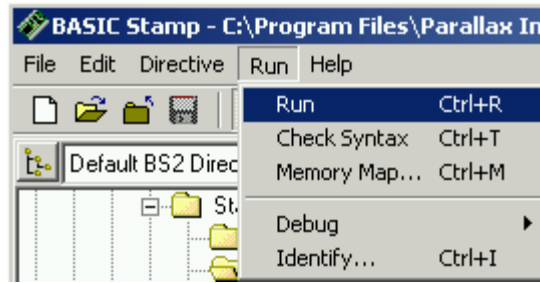 BASIC Stamp - C:\Program Files\Parallax In
File Edit Directive Run Help
Run Ctrl+R
Check Syntax Ctrl+T
Default BS2 Direc
Memory Map... Ctrl+M
St
Debug
Identify... Ctrl+I